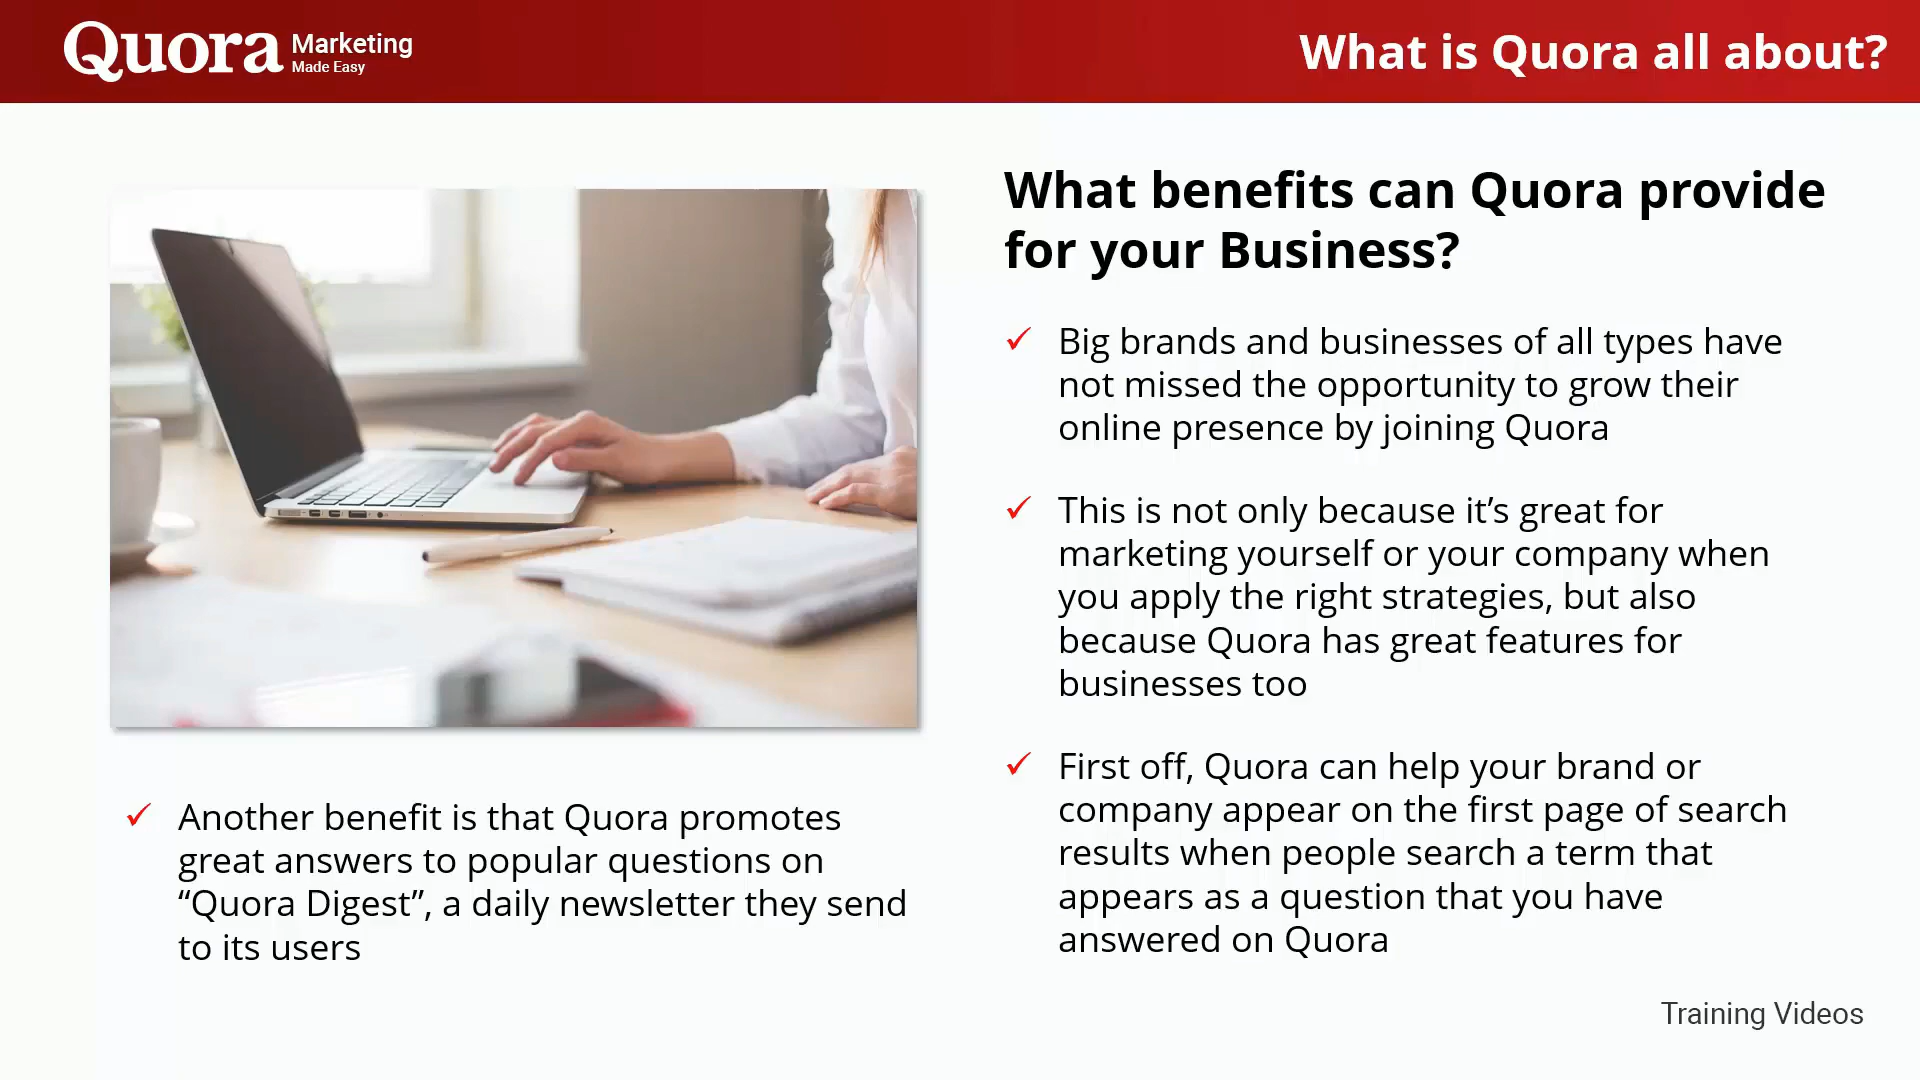 Quora Marketing
Made Easy
What is Quora all about?
What benefits can Quora provide
for your Business?
✓ Big brands and businesses of all types have
not missed the opportunity to grow their
online presence by joining Quora
✓ This is not only because it’s great for
marketing yourself or your company when
you apply the right strategies, but also
because Quora has great features for
businesses too
✓ First off, Quora can help your brand or
company appear on the first page of search
results when people search a term that
appears as a question that you have
answered on Quora
✓ Another benefit is that Quora promotes
great answers to popular questions on
“Quora Digest”, a daily newsletter they send
to its users
Training Videos